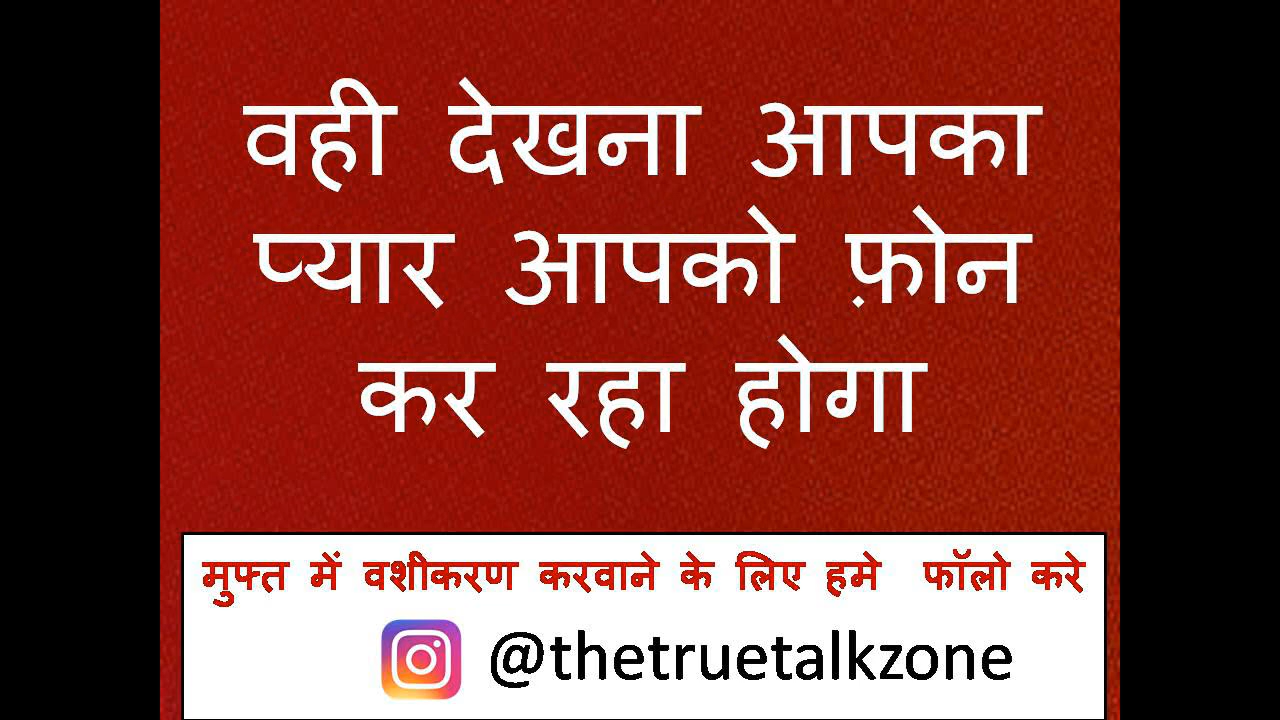 वही देखना आपका
प्यार आपको फ़ोन
कर रहा होगा
मुफ्त में वशीकरण करवाने के लिए हमे फॉलो करे
@thetruetalkzone